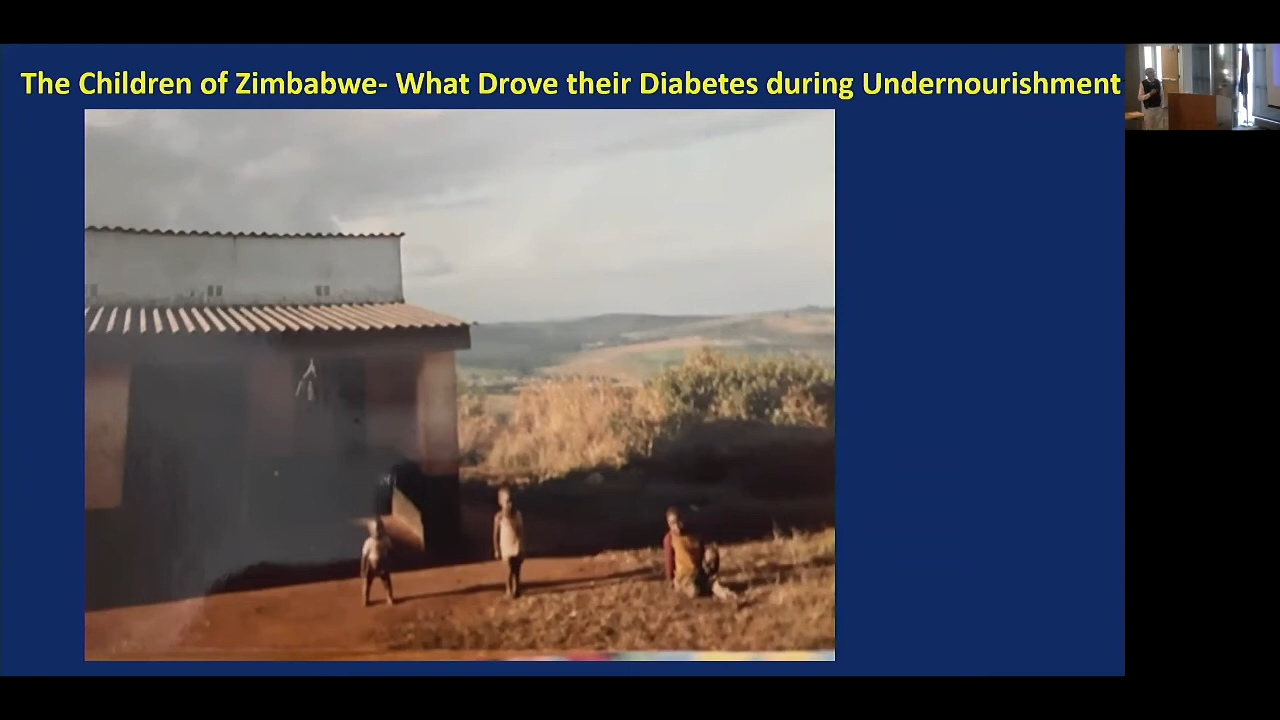 The Children of Zimbabwe- What Drove their Diabetes during Undernourishment